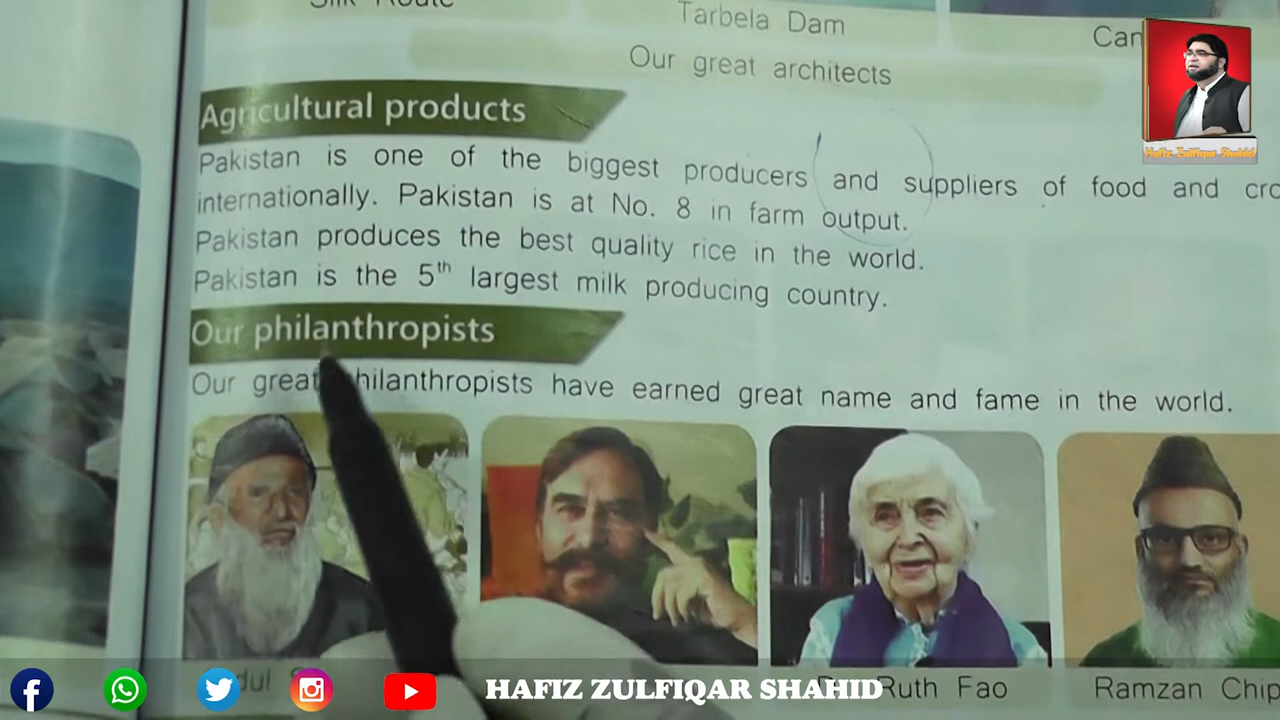 Tarbela Dam
Our great architects
Agricultural products
Pakistan is one of the biggest producers and suppliers of food and
internationally. Pakistan is at No. 8 in farm output.
Pakistan produces the best quality rice in the world.
Pakistan is the 5th largest milk producing country.
Our philanthropists
Our great philanthropists have earned great name and fame in the world.
Ruth Fao
Ramzan
Hafiz Zulfiqar Shahid
HAFIZ ZULFIQAR SHAHID